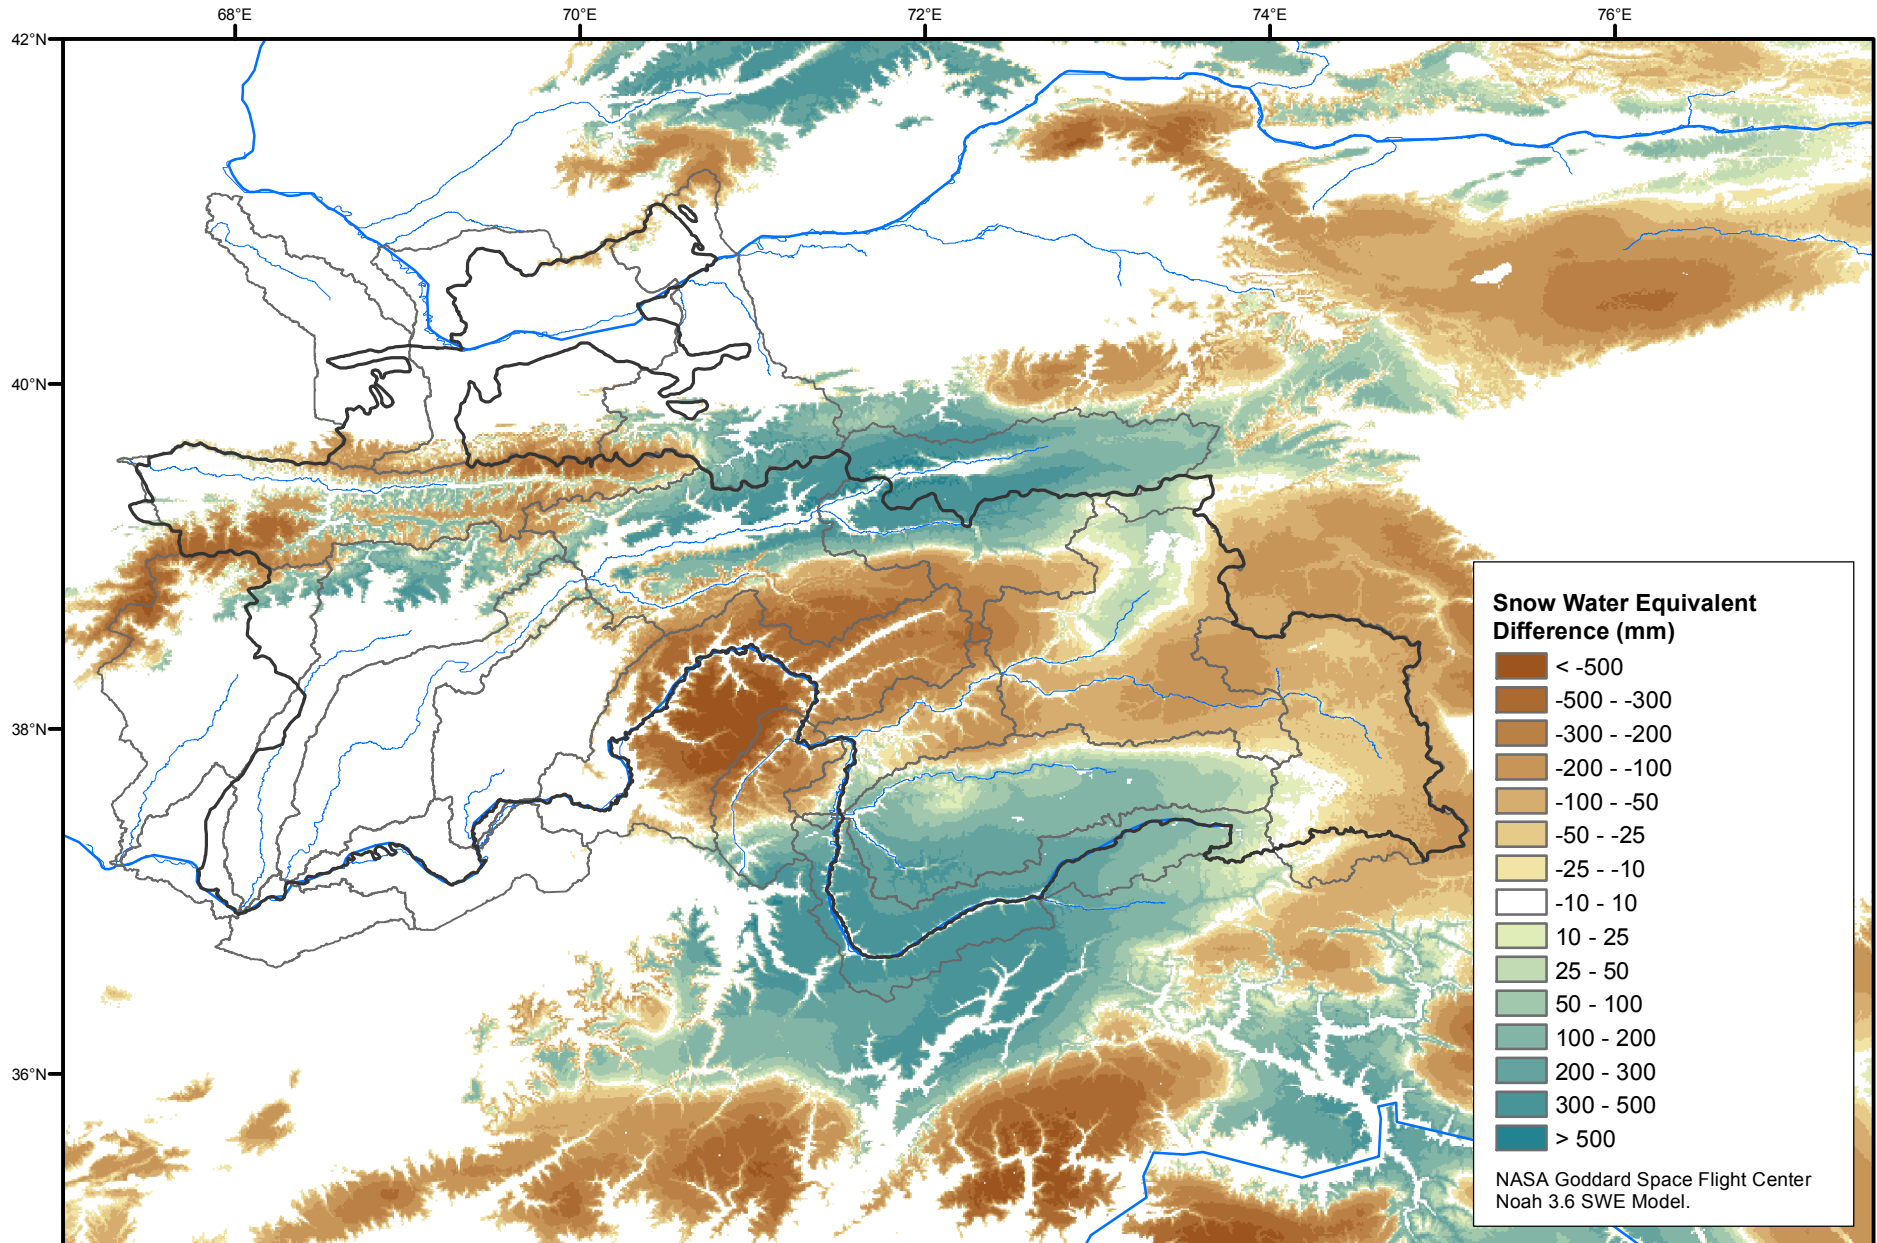 68°E
70°E
72°E
74°E
76°E
42°N
40°N
38°N
36°N
Snow Water Equivalent
Difference (mm)
< -500
-500 - -300
-300 - -200
-200 - -100
-100 - -50
-50 - -25
-25 - -10
-10 - 10
10 - 25
25 - 50
50 - 100
100 - 200
200 - 300
300 - 500
> 500
NASA Goddard Space Flight Center
Noah 3.6 SWE Model.